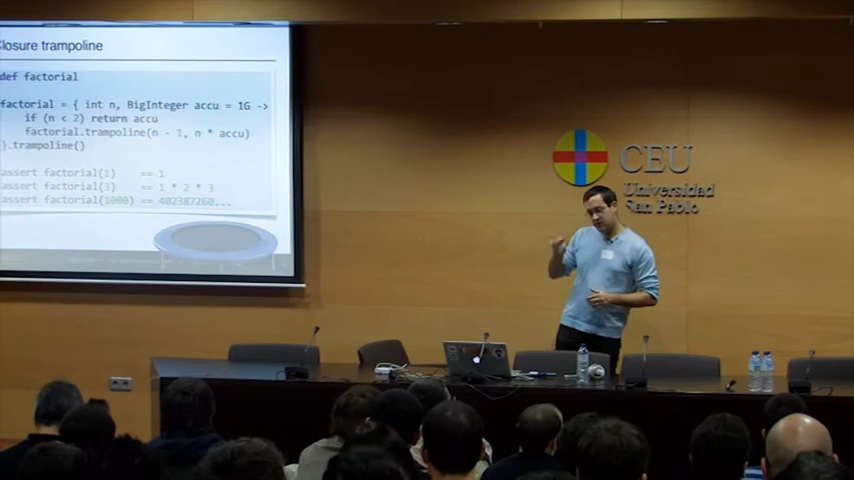 Closure trampoline
def factorial
factorial = { int n, BigInteger accu = 1G ->
if (n < 2) return accu
factorial.trampoline(n - 1, n * accu)
}.trampoline()
assert factorial(1) == 1
assert factorial(3) == 1 * 2 * 3
assert factorial(1000) == 402387260...
CEU
Universidad
San Pablo